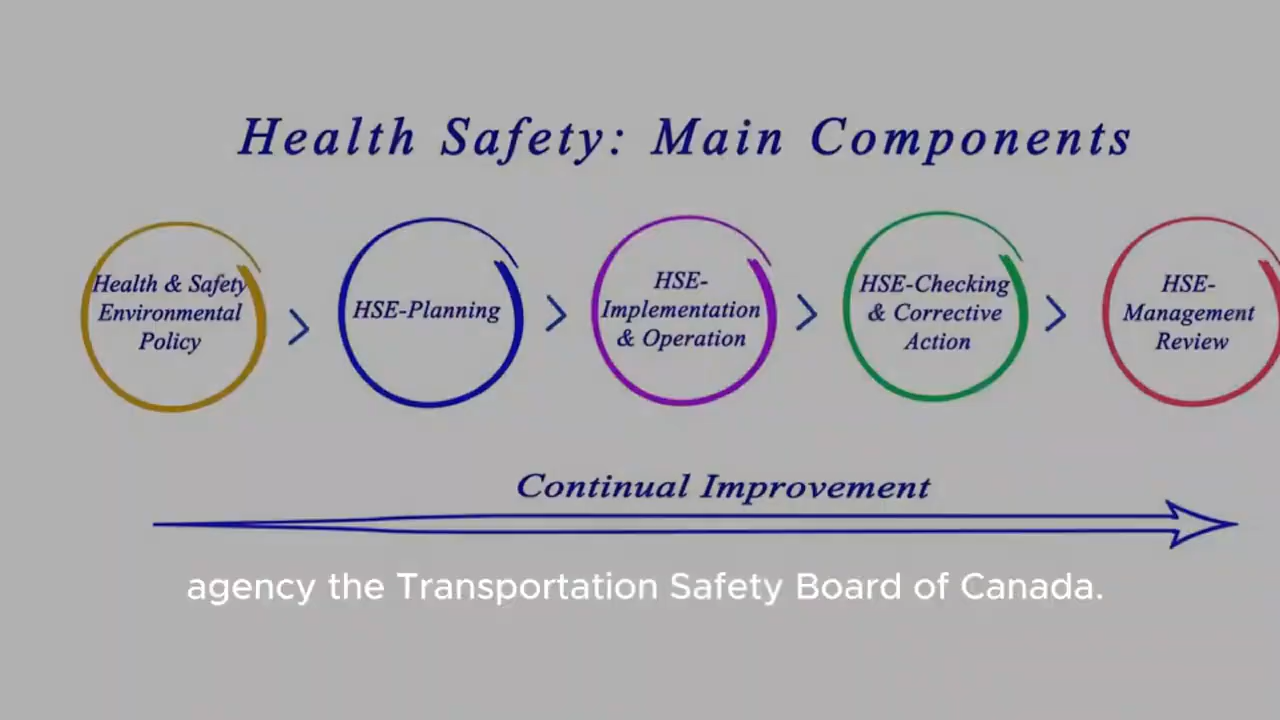 Health Safety: Main Components
Health & Safety
Environmental
Policy
HSE-Planning
HSE-
Implementation
& Operation
HSE-Checking
& Corrective
Action
HSE-
Management
Review
Continual Improvement
agency the Transportation Safety Board of Canada.